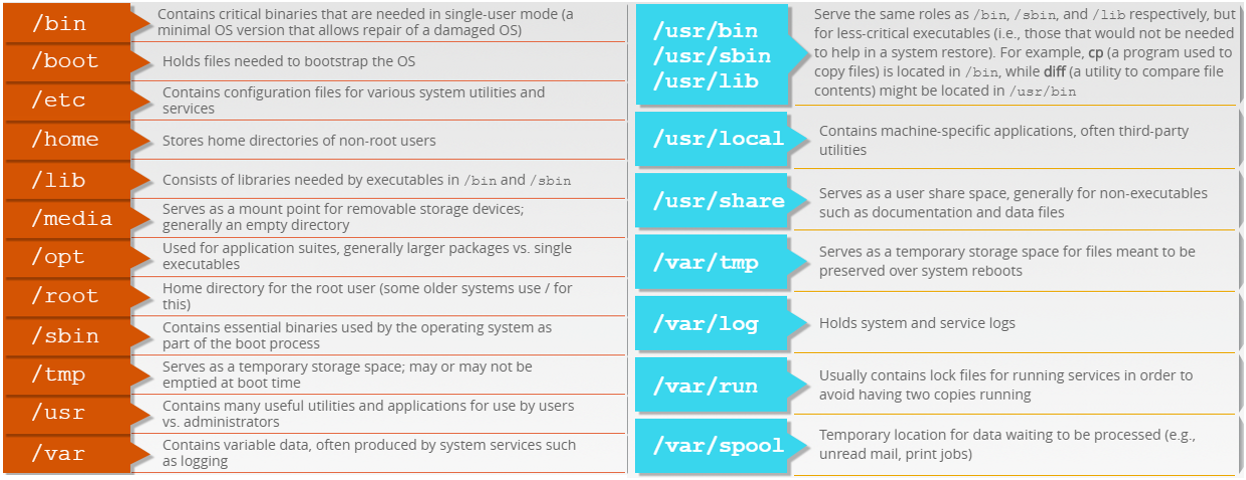 /bin
Contains critical binaries that are needed in single-user mode (a
minimal OS version that allows repair of a damaged OS)
/boot
Holds files needed to bootstrap the OS
/etc
Contains configuration files for various system utilities and
services
/home
Stores home directories of non-root users
/lib
Consists of libraries needed by executables in /bin and /sbin
/media
Serves as a mount point for removable storage devices;
generally an empty directory
/opt
Used for application suites, generally larger packages vs. single
executables
/root
Home directory for the root user (some older systems use / for
this)
/sbin
Contains essential binaries used by the operating system as
part of the boot process
/tmp
Serves as a temporary storage space; may or may not be
emptied at boot time
/usr
Contains many useful utilities and applications for use by users
vs. administrators
/var
Contains variable data, often produced by system services such
as logging
/usr/bin
/usr/sbin
/usr/lib
Serve the same roles as /bin, /sbin, and /lib respectively, but
for less-critical executables (i.e., those that would not be needed
to help in a system restore). For example, cp (a program used to
copy files) is located in /bin, while diff (a utility to compare file
contents) might be located in /usr/bin
/usr/local
Contains machine-specific applications, often third-party
utilities
/usr/share
Serves as a user share space, generally for non-executables
such as documentation and data files
/var/tmp
Serves as a temporary storage space for files meant to be
preserved over system reboots
/var/log
Holds system and service logs
/var/run
Usually contains lock files for running services in order to
avoid having two copies running
/var/spool
Temporary location for data waiting to be processed (e.g.,
unread mail, print jobs)